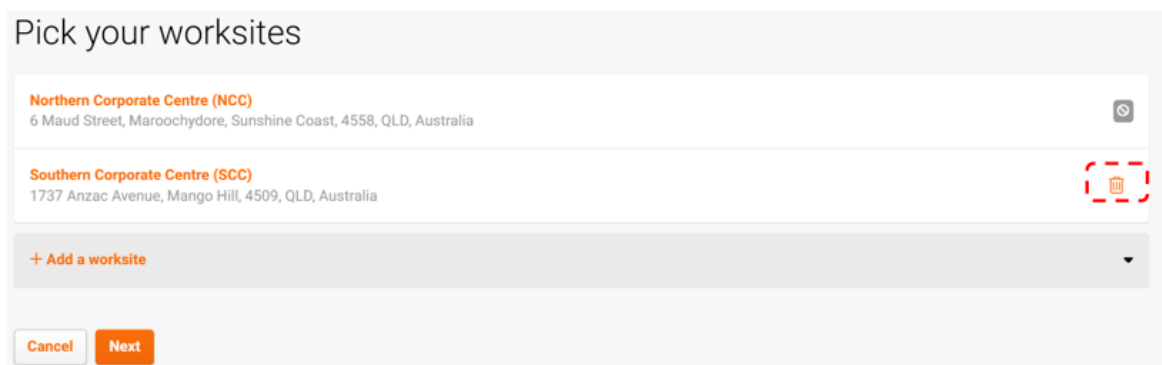 Pick your worksites
Northern Corporate Centre (NCC)
6 Maud Street, Maroochydore, Sunshine Coast, 4558, QLD, Australia
Southern Corporate Centre (SCC)
1737 Anzac Avenue, Mango Hill, 4509, QLD, Australia
+ Add a worksite
Cancel Next